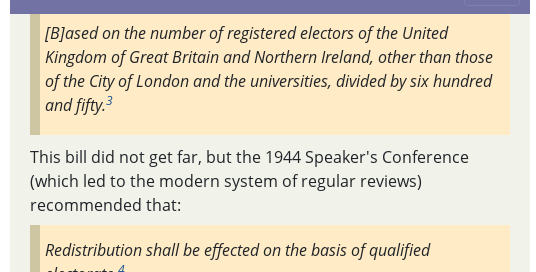 [B]ased on the number of registered electors of the United
Kingdom of Great Britain and Northern Ireland, other than those
of the City of London and the universities, divided by six hundred
and fifty.3
This bill did not get far, but the 1944 Speaker's Conference
(which led to the modern system of regular reviews)
recommended that:
Redistribution shall be effected on the basis of qualified
electorate.4